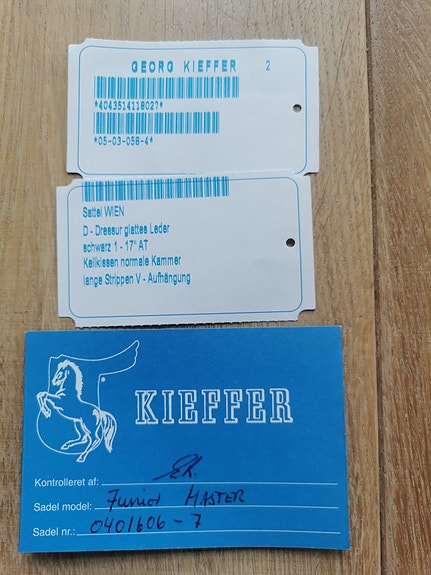 GEORG KIEFFER 2
*4043514118027*
*05-03-058-4*
Sattel WIEN
D - Dressur glattes Leder
schwarz 1 - 17" AT
Keilkissen normale Kammer
lange Strippen V - Aufhängung
KIEFFER
Kontrolleret af:
Sadel model: Junior MASTER
Sadel nr.: 0401606-7